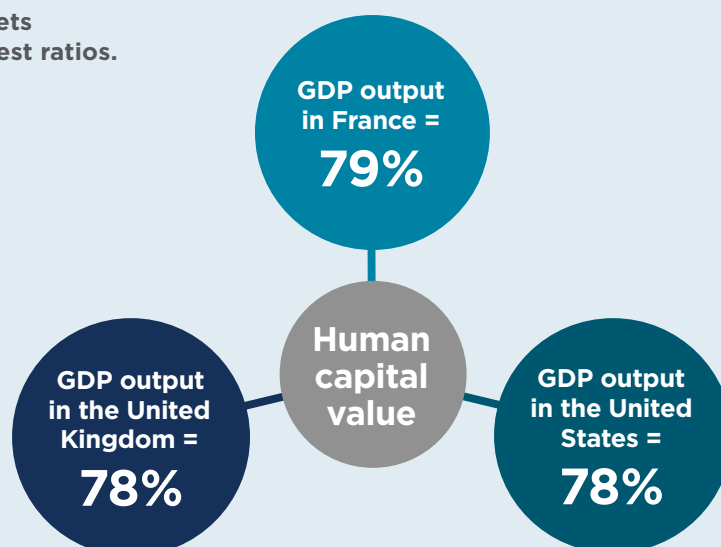 ets
est ratios.
GDP output
in France =
79%
Human
capital
value
GDP output
in the United
Kingdom =
78%
GDP output
in the United
States =
78%